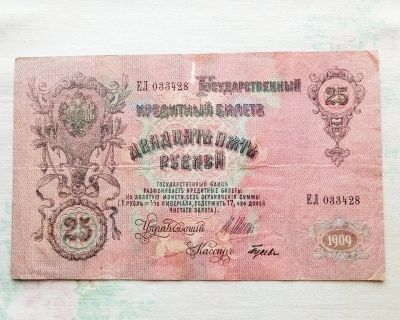 ЕЛ 033428
Государственный
25
Кредитный Билетъ
Двадцать пять
рублей
Государственный Банкъ
размѣниваетъ кредитные билеты
на золотую монету безъ ограниченія суммы
(1 рубль = 1/15 имперіала, содержитъ 17,424 долей
чистаго золота).
ЕЛ 033428
25
Управляющій
Кассиръ
1909